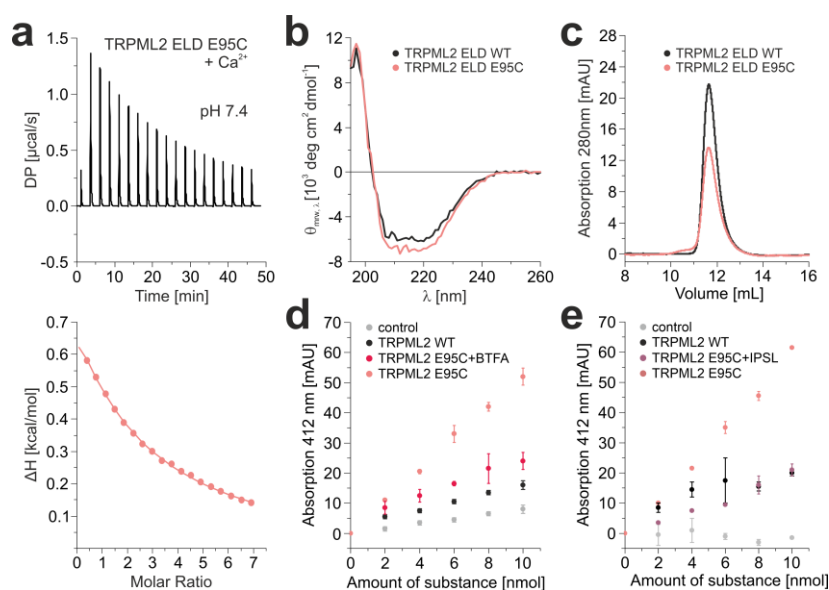 a
TRPML2 ELD E95C
+ Ca²⁺
pH 7.4
DP [µcal/s]
1.5
1.0
0.5
0.0
-0.5
0 10 20 30 40 50
Time [min]
ΔH [kcal/mol]
0.7
0.6
0.5
0.4
0.3
0.2
0.1
0 1 2 3 4 5 6 7
Molar Ratio
b
TRPML2 ELD WT
TRPML2 ELD E95C
θmrw, λ [10³ deg cm² dmol⁻¹]
12
8
4
0
-4
-8
200 220 240 260
λ [nm]
c
TRPML2 ELD WT
TRPML2 ELD E95C
Absorption 280nm [mAU]
28
24
20
16
12
8
4
0
8 10 12 14 16
Volume [mL]
d
control
TRPML2 WT
TRPML2 E95C+BTFA
TRPML2 E95C
Absorption 412 nm [mAU]
70
60
50
40
30
20
10
0
0 2 4 6 8 10
Amount of substance [nmol]
e
control
TRPML2 WT
TRPML2 E95C+IPSL
TRPML2 E95C
Absorption 412 nm [mAU]
70
60
50
40
30
20
10
0
0 2 4 6 8 10
Amount of substance [nmol]